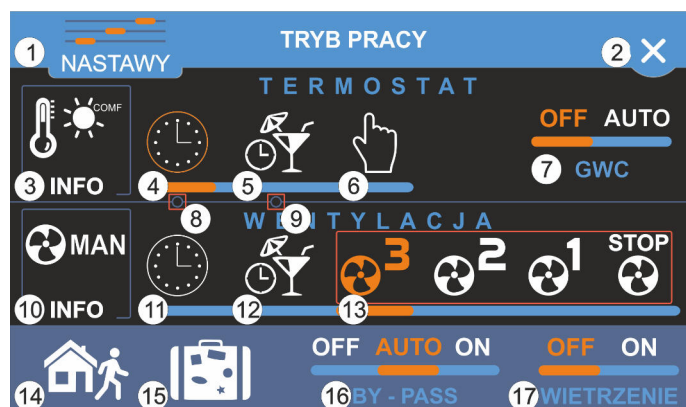 TRYB PRACY
1 NASTAWY 2
TERMOSTAT
COMF
OFF AUTO
3 INFO 4 5 6 7 GWC
8 9
WENTYLACJA
MAN 3 2 1 STOP
10 INFO 11 12 13
OFF AUTO ON OFF ON
14 15 16 BY - PASS 17 WIETRZENIE